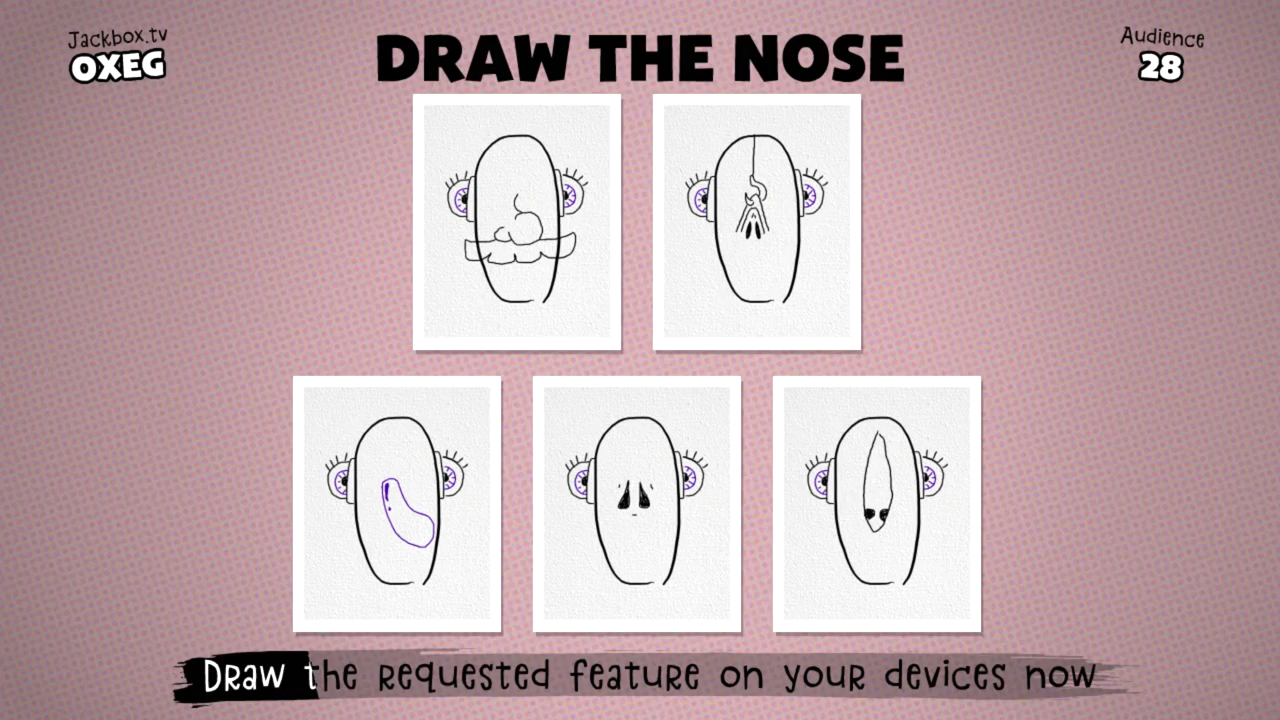 Jackbox.tv
OXEG
DRAW THE NOSE
Audience
28
Draw the requested feature on your devices now